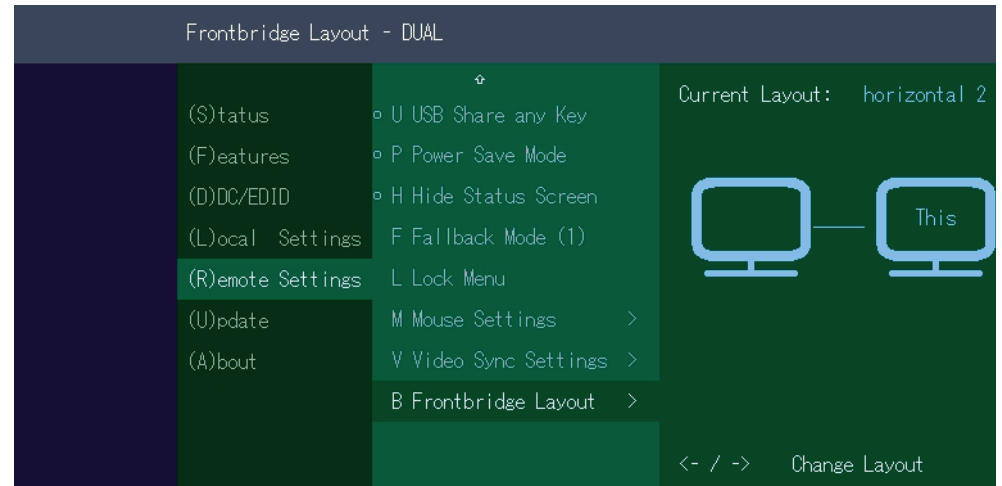 Frontbridge Layout - DUAL
(S)tatus
(F)eatures
(D)DC/EDID
(L)ocal Settings
(R)emote Settings
(U)pdate
(A)bout
U USB Share any Key
P Power Save Mode
H Hide Status Screen
F Fallback Mode (1)
L Lock Menu
M Mouse Settings >
V Video Sync Settings >
B Frontbridge Layout >
Current Layout: horizontal 2
This
<- / -> Change Layout